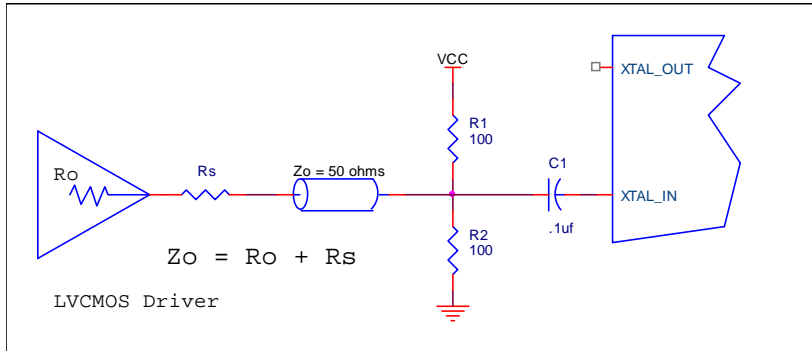 VCC
XTAL_OUT
R1
100
Ro
Rs
Zo = 50 ohms
C1
XTAL_IN
.1uf
R2
100
Zo = Ro + Rs
LVCMOS Driver